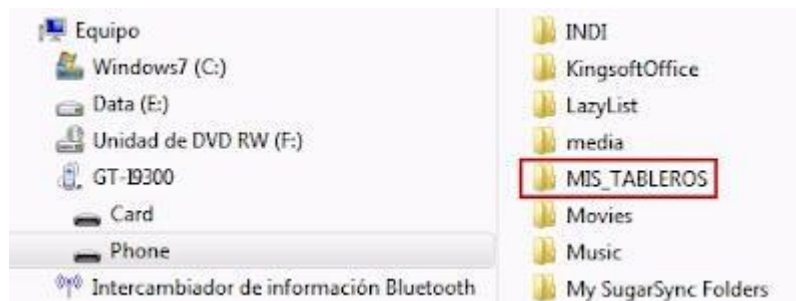 Equipo
Windows7 (C:)
Data (E:)
Unidad de DVD RW (F:)
GT-I9300
Card
Phone
Intercambiador de información Bluetooth
INDI
KingsoftOffice
LazyList
media
MIS_TABLEROS
Movies
Music
My SugarSync Folders